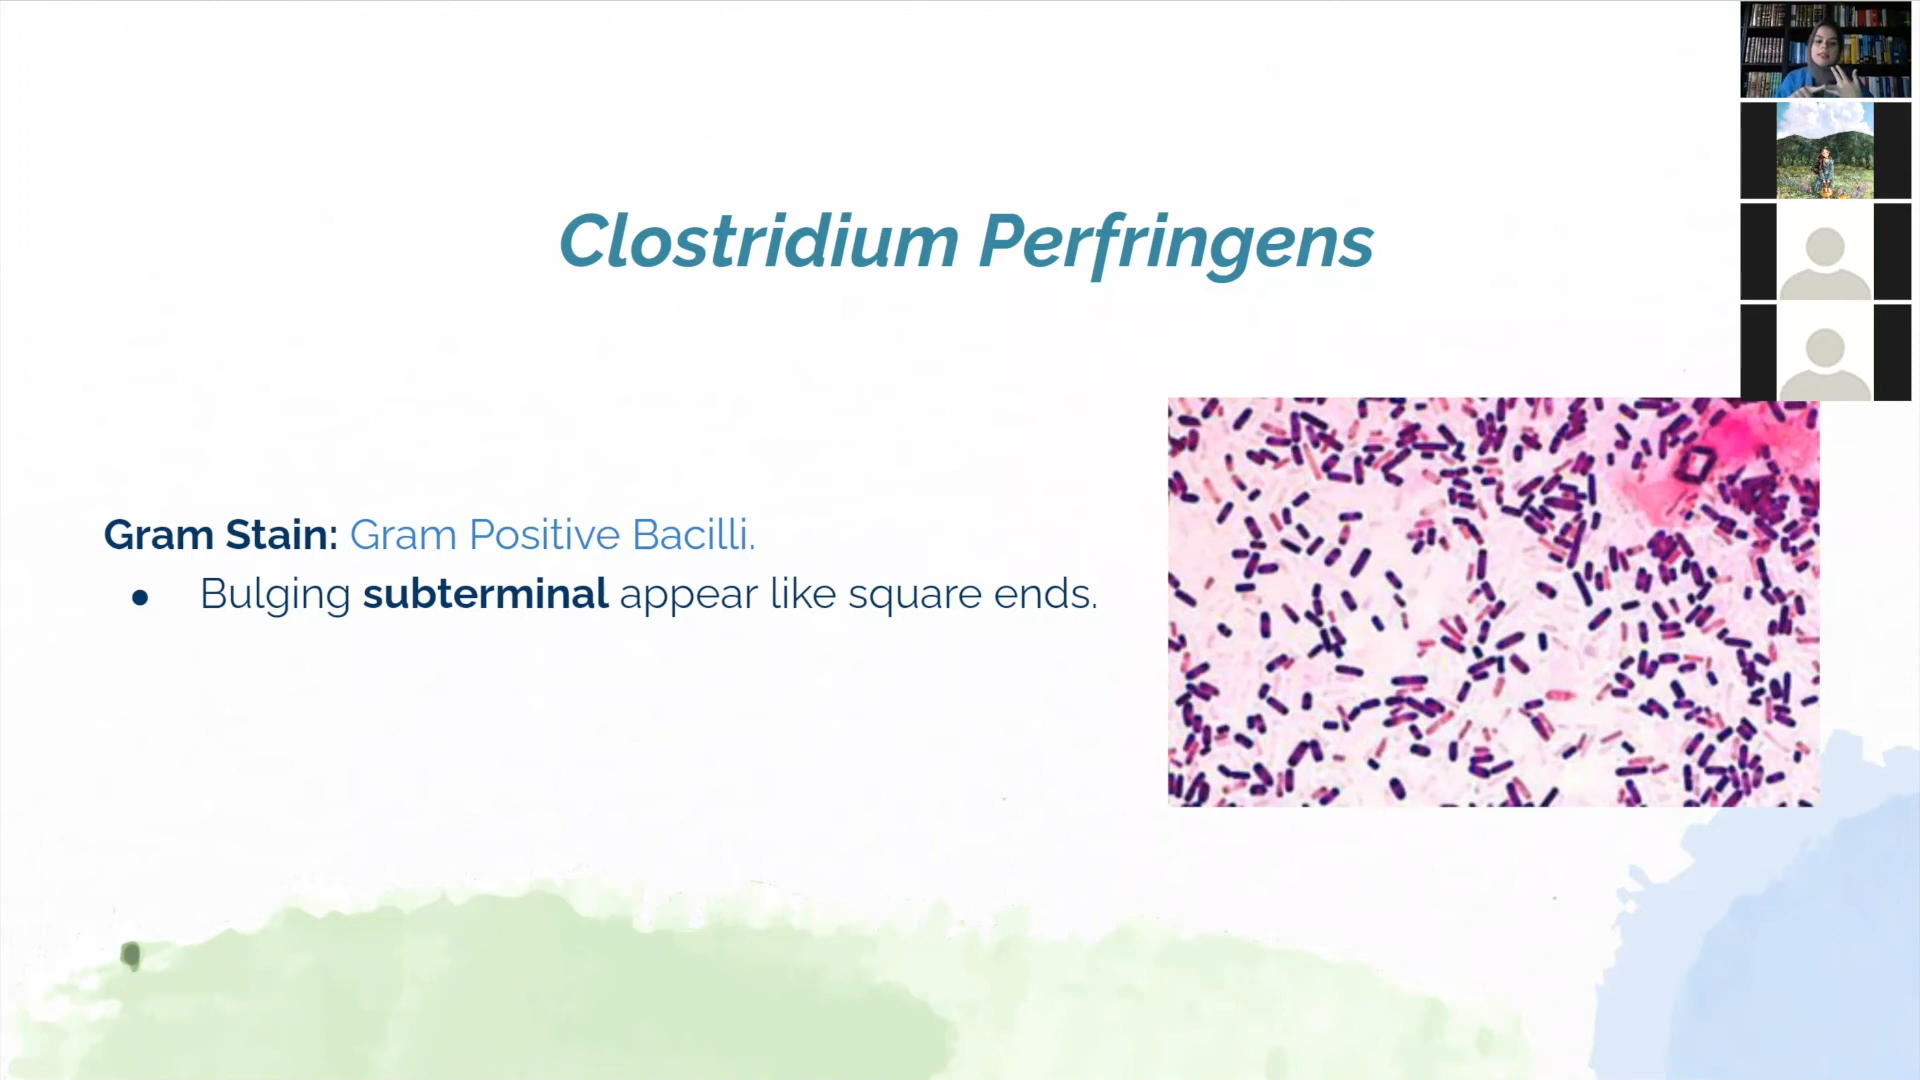 Clostridium Perfringens
Gram Stain: Gram Positive Bacilli.
● Bulging subterminal appear like square ends.